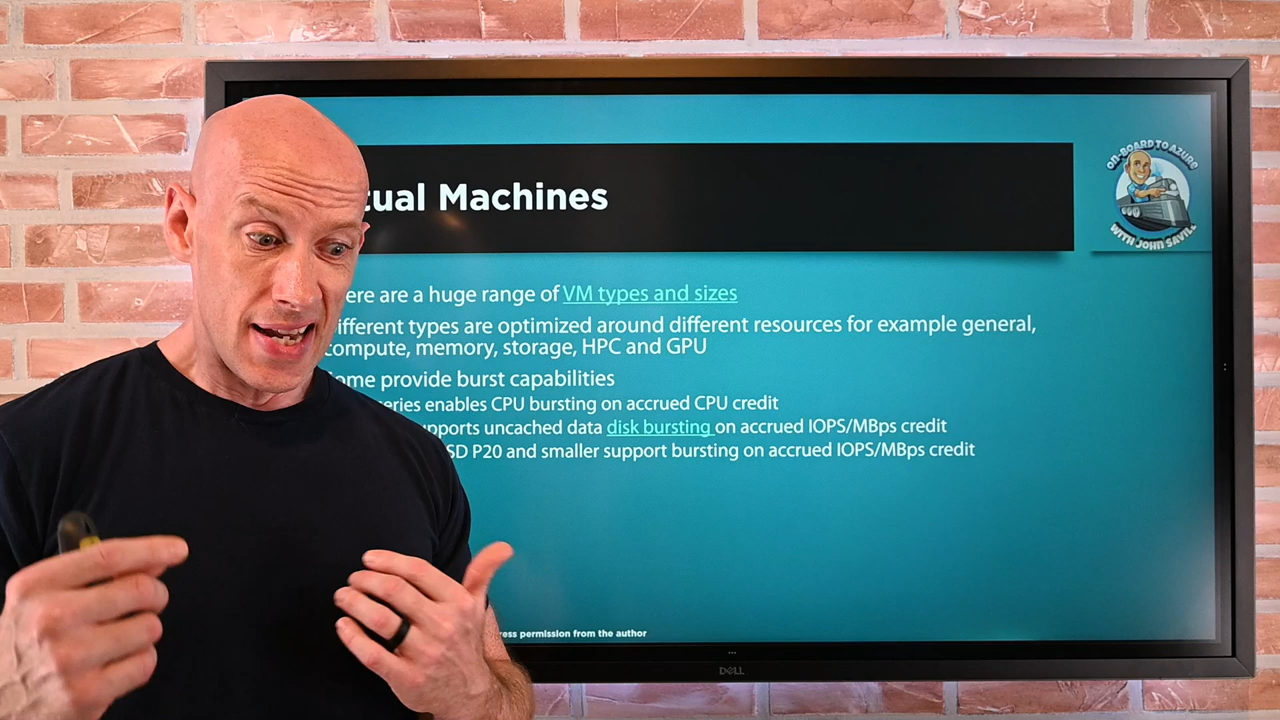 ON-BOARD TO AZURE
WITH JOHN SAVILL
tual Machines
ere are a huge range of VM types and sizes
ifferent types are optimized around different resources for example general,
compute, memory, storage, HPC and GPU
ome provide burst capabilities
eries enables CPU bursting on accrued CPU credit
pports uncached data disk bursting on accrued IOPS/MBps credit
SD P20 and smaller support bursting on accrued IOPS/MBps credit
ress permission from the author
DELL